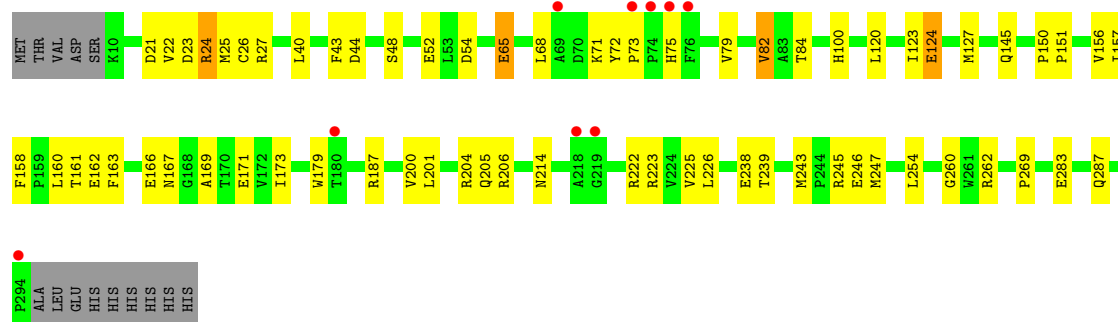 MET THR VAL ASP SER K10 D21 V22 D23 R24 M25 C26 R27 L40 F43 D44 S48 E52 L53 D54 E65 L68 A69 D70 K71 Y72 P73 P74 H75 F76 V79 V82 A83 T84 H100 L120 I123 E124 M127 Q145 P150 P151 V156 I157
F158 P159 L160 T161 E162 F163 E166 N167 G168 A169 T170 E171 V172 I173 W179 T180 R187 V200 L201 R204 Q205 R206 N214 A218 G219 R222 R223 V224 V225 L226 E238 T239 M243 P244 R245 E246 M247 L254 G260 W261 R262 P269 E283 Q287
P294 ALA LEU GLU HIS HIS HIS HIS HIS HIS